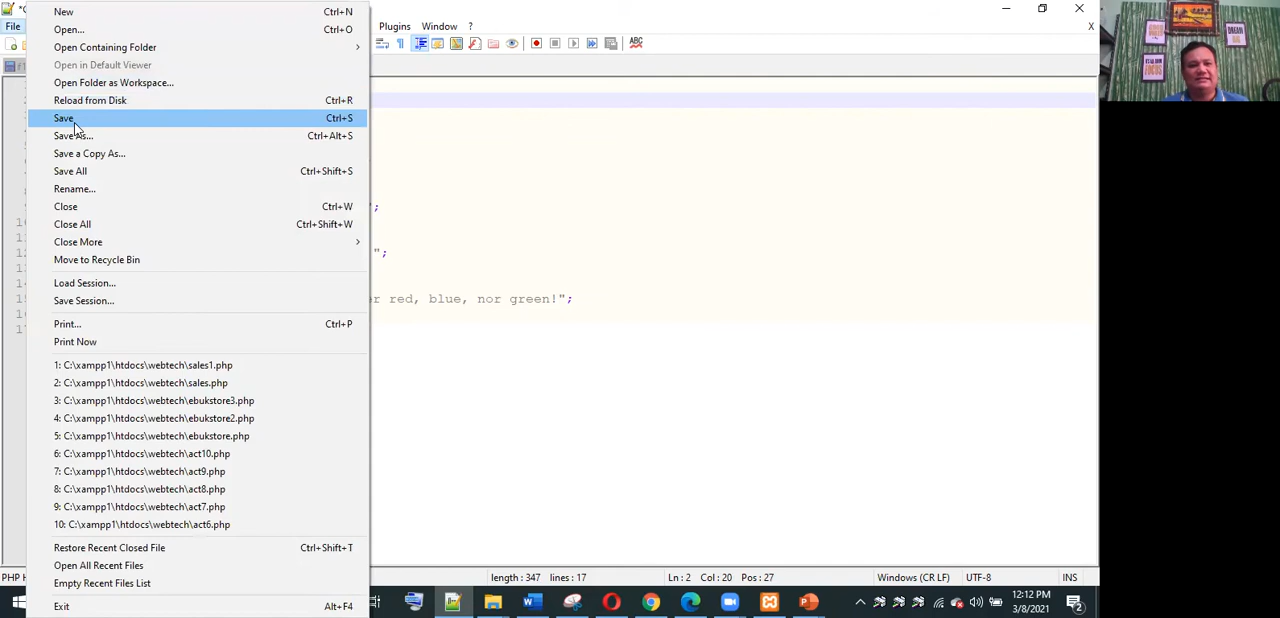 File
Plugins Window ?
X
New Ctrl+N
Open... Ctrl+O
Open Containing Folder
Open in Default Viewer
Open Folder as Workspace...
Reload from Disk Ctrl+R
Save Ctrl+S
Save As... Ctrl+Alt+S
Save a Copy As...
Save All Ctrl+Shift+S
Rename...
Close Ctrl+W
Close All Ctrl+Shift+W
Close More
Move to Recycle Bin
Load Session...
Save Session...
Print... Ctrl+P
Print Now
1: C:\xampp1\htdocs\webtech\sales1.php
2: C:\xampp1\htdocs\webtech\sales.php
3: C:\xampp1\htdocs\webtech\ebukstore3.php
4: C:\xampp1\htdocs\webtech\ebukstore2.php
5: C:\xampp1\htdocs\webtech\ebukstore.php
6: C:\xampp1\htdocs\webtech\act10.php
7: C:\xampp1\htdocs\webtech\act9.php
8: C:\xampp1\htdocs\webtech\act8.php
9: C:\xampp1\htdocs\webtech\act7.php
10: C:\xampp1\htdocs\webtech\act6.php
Restore Recent Closed File Ctrl+Shift+T
Open All Recent Files
Empty Recent Files List
Exit Alt+F4
ABC
";
";
er red, blue, nor green!";
PHP H
length : 347 lines : 17
Ln : 2 Col : 20 Pos : 27
Windows (CR LF)
UTF-8
INS
12:12 PM
3/8/2021
2
FOCUS
DREAM